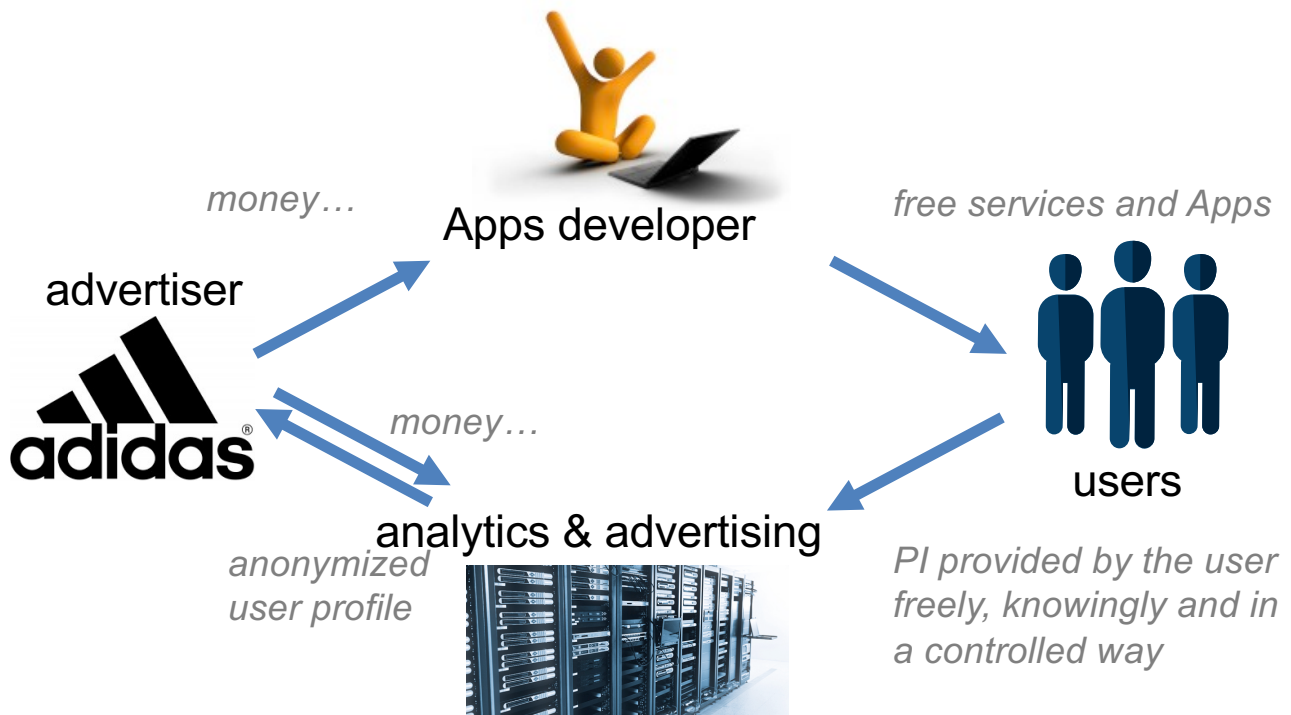 money…
Apps developer
free services and Apps
advertiser
adidas®
money…
users
analytics & advertising
anonymized
user profile
PI provided by the user
freely, knowingly and in
a controlled way